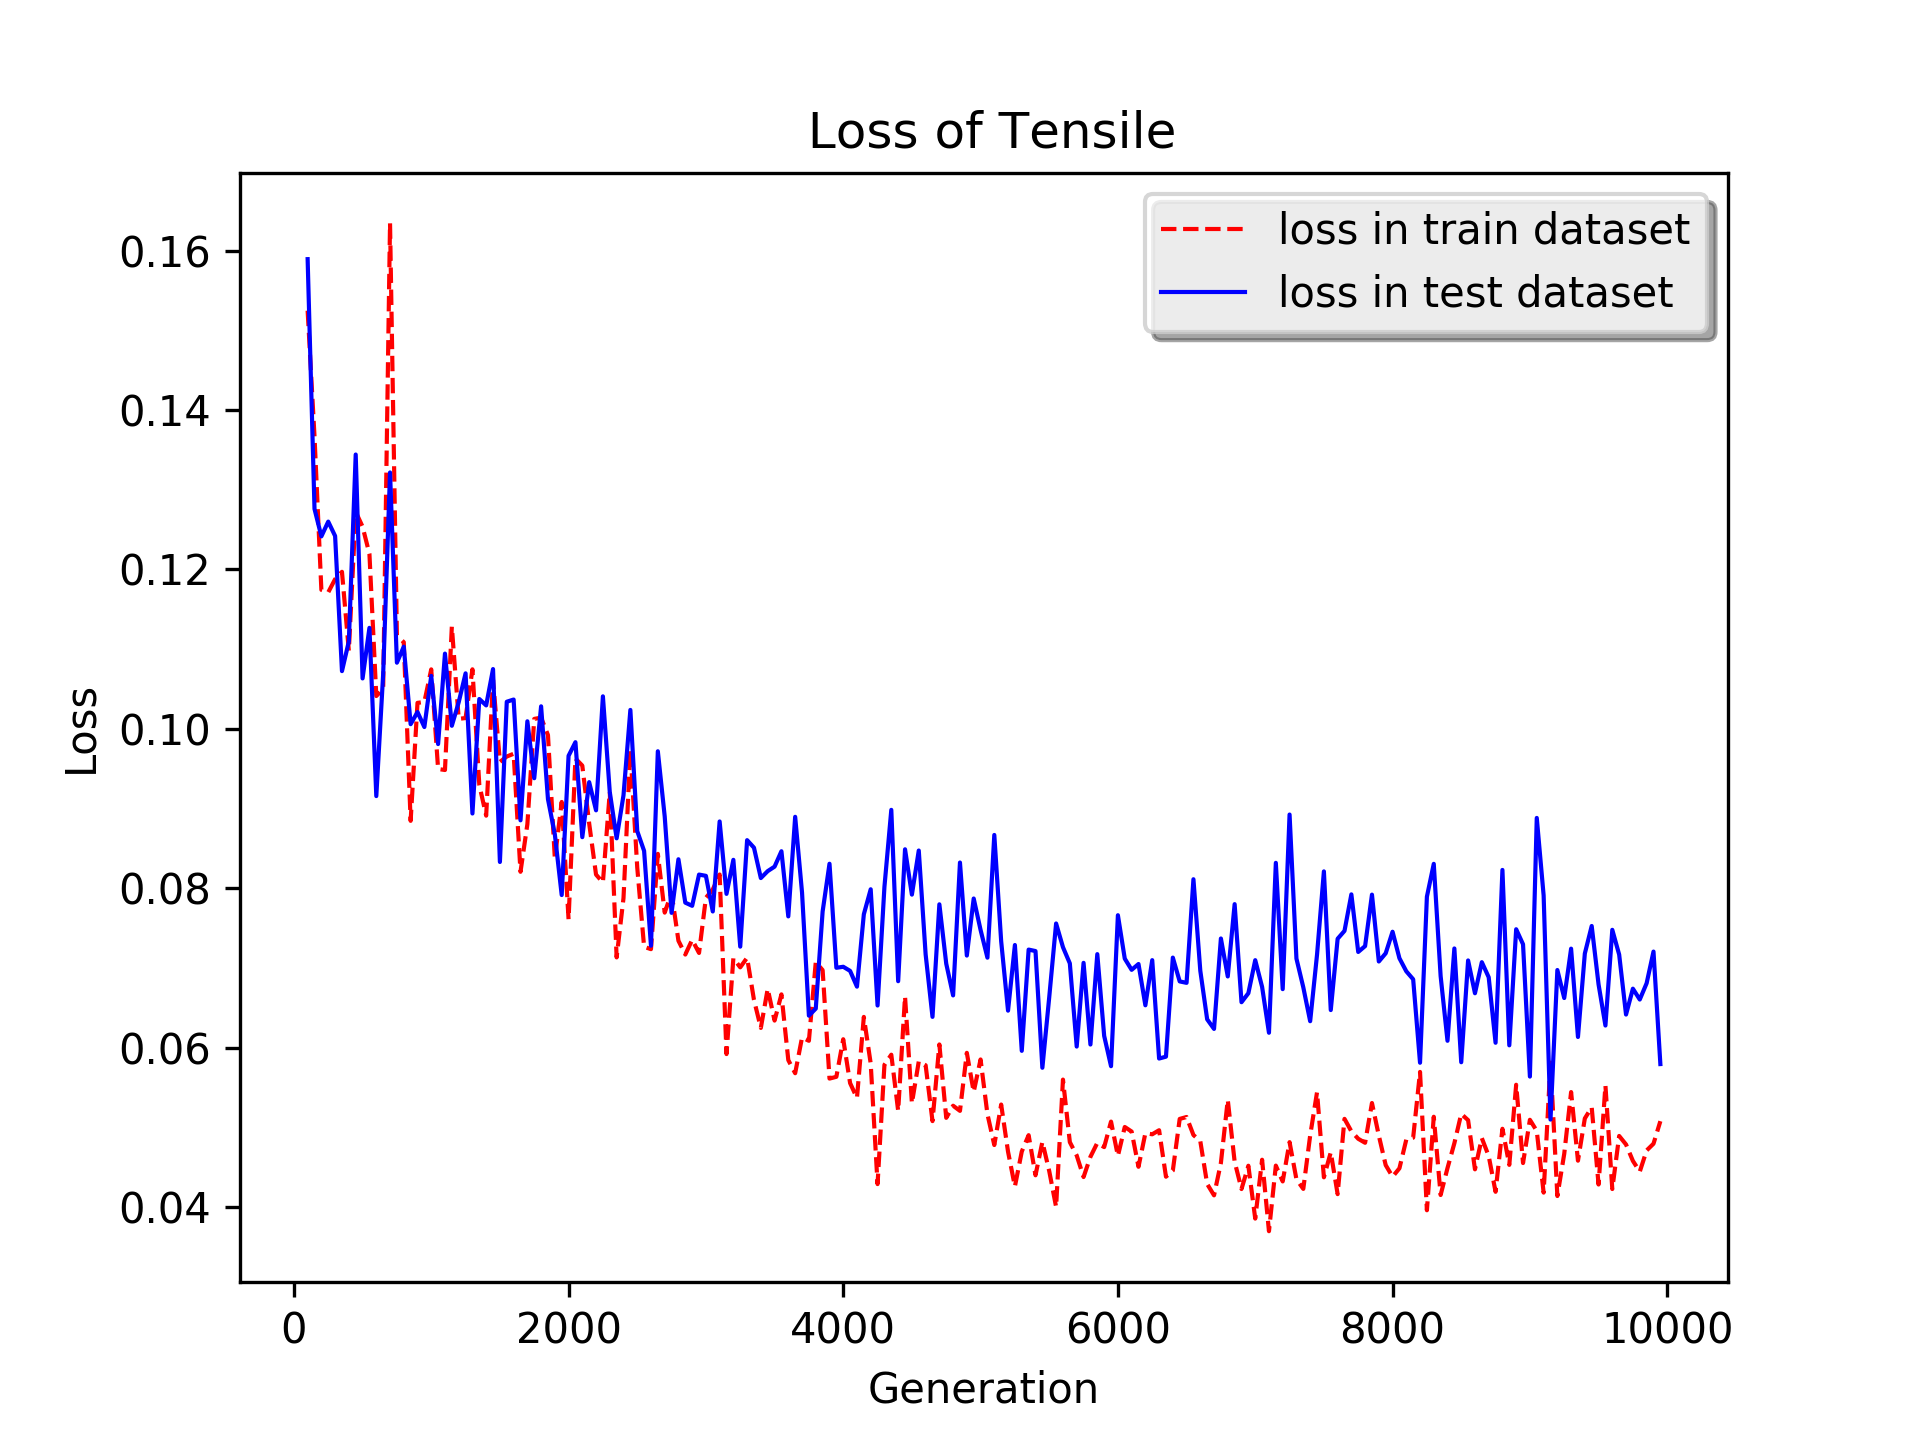 Loss of Tensile
loss in train dataset
loss in test dataset
0.16
0.14
0.12
0.10
0.08
0.06
0.04
Loss
0 2000 4000 6000 8000 10000
Generation